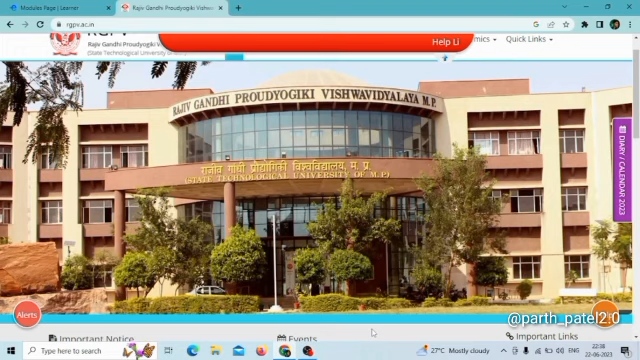 Modules Page | Learner
Rajiv Gandhi Proudyogiki Vishwa
rgpv.ac.in
Rajiv Gandhi Proudyogiki V
(State Technological University of
Help Li
mics
Quick Links
RAJIV GANDHI PROUDYOGIKI VISHWAVIDYALAYA M.P.
राजीव गांधी प्रौद्योगिकी विश्वविद्यालय, म. प्र.
(STATE TECHNOLOGICAL UNIVERSITY OF M.P.)
DIARY / CALENDAR 2023
Alerts
@parth_patel2.0
Important Notice
Events
Important Links
Type here to search
27°C Mostly cloudy
ENG
22:38
22-06-2023